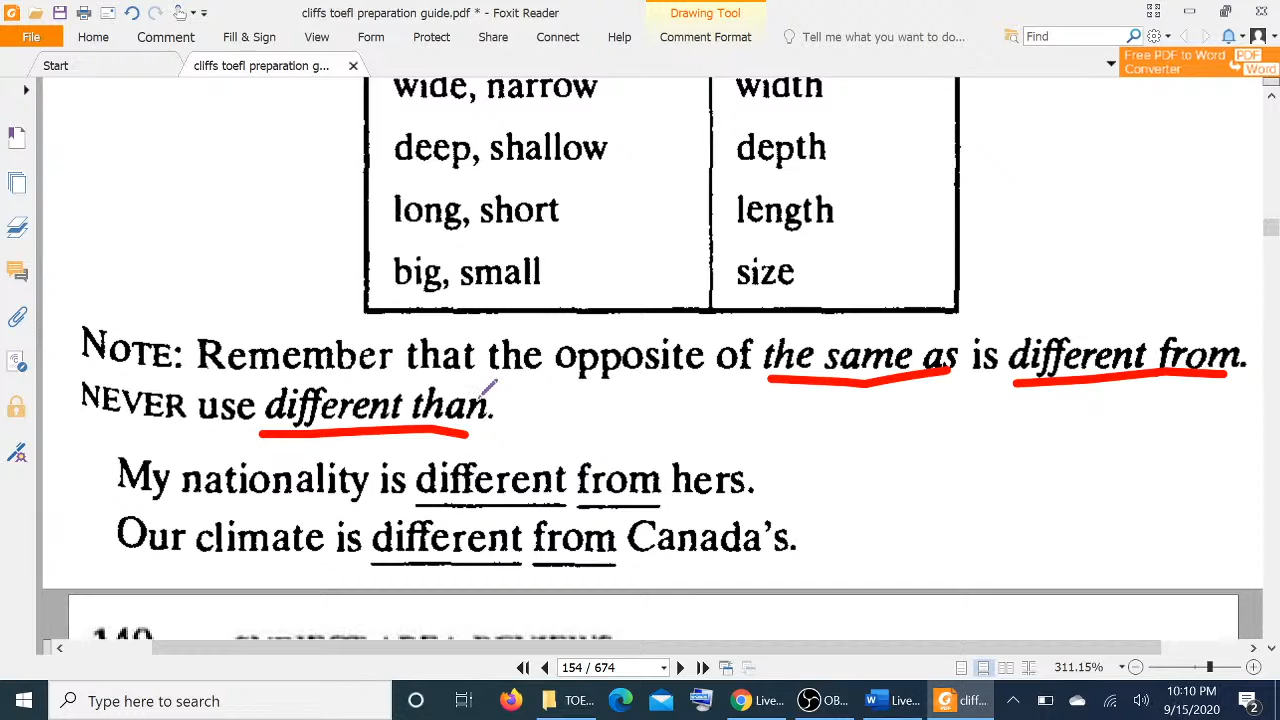 cliffs toefl preparation guide.pdf * - Foxit Reader
Drawing Tool
File Home Comment Fill & Sign View Form Protect Share Connect Help Comment Format Tell me what you want to do... Find
Start
cliffs toefl preparation g...
Free PDF to Word PDF
Converter Word
wide, narrow width
deep, shallow depth
long, short length
big, small size
NOTE: Remember that the opposite of the same as is different from.
NEVER use different than.
My nationality is different from hers.
Our climate is different from Canada's.
154 / 674
311.15%
Type here to search
TOE...
Live...
OB...
Live...
cliff...
10:10 PM
9/15/2020
2